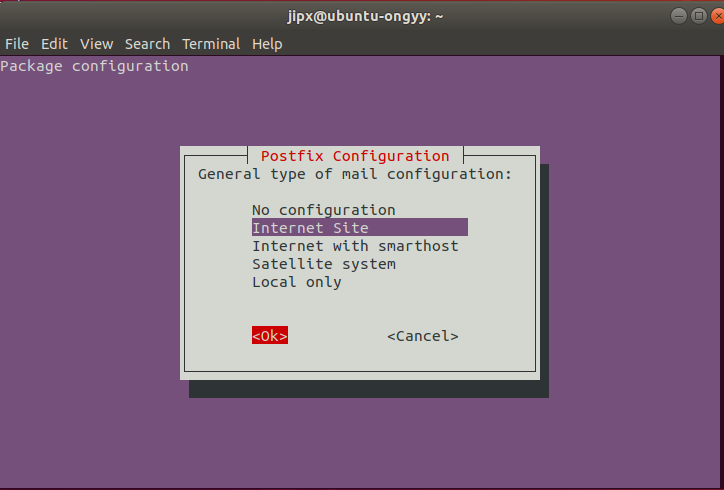 jipx@ubuntu-ongyy: ~
File Edit View Search Terminal Help
Package configuration
Postfix Configuration
General type of mail configuration:
No configuration
Internet Site
Internet with smarthost
Satellite system
Local only
<Ok> <Cancel>